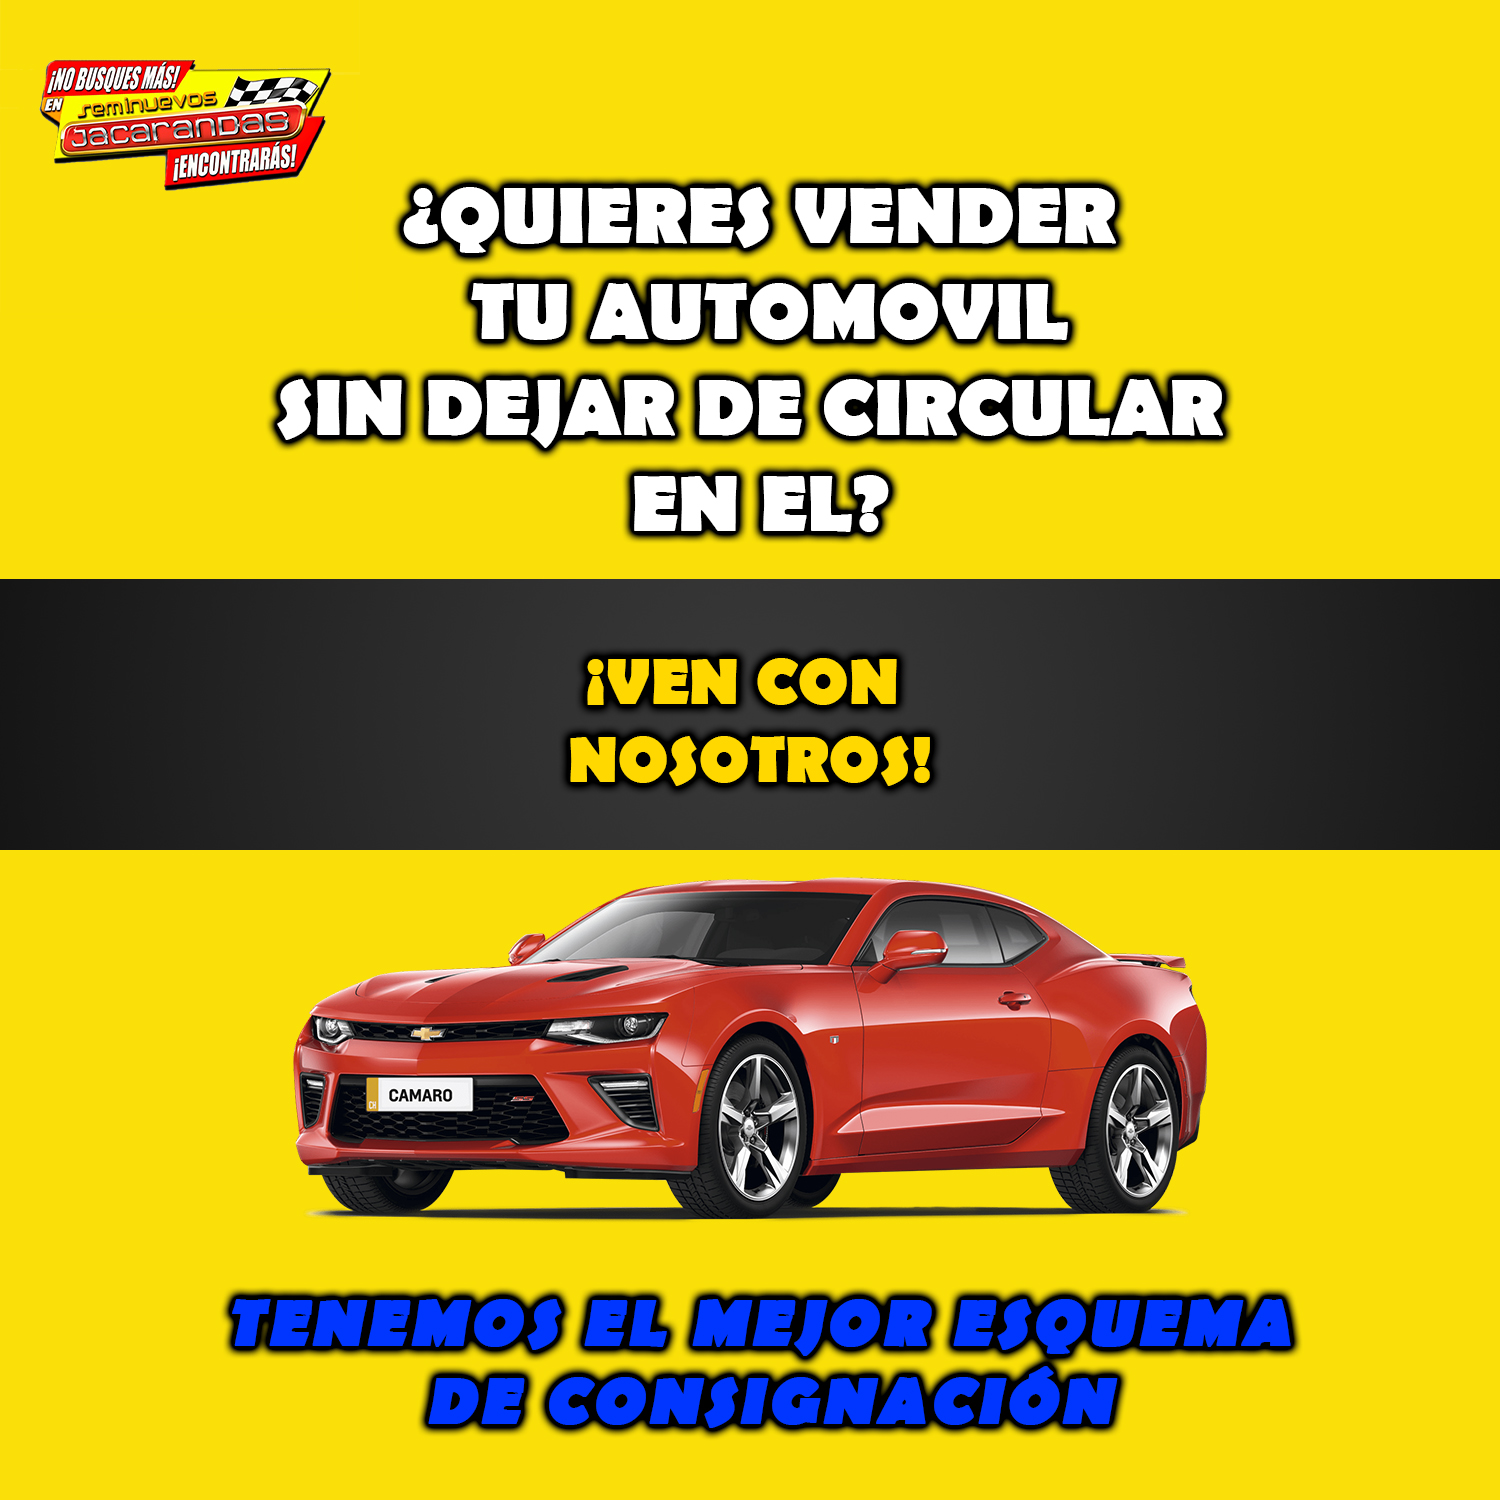 ¡NO BUSQUES MÁS!
EN
seminuevos
Jacarandas
¡ENCONTRARÁS!
¿QUIERES VENDER
TU AUTOMOVIL
SIN DEJAR DE CIRCULAR
EN EL?
¡VEN CON
NOSOTROS!
CAMARO
TENEMOS EL MEJOR ESQUEMA
DE CONSIGNACIÓN